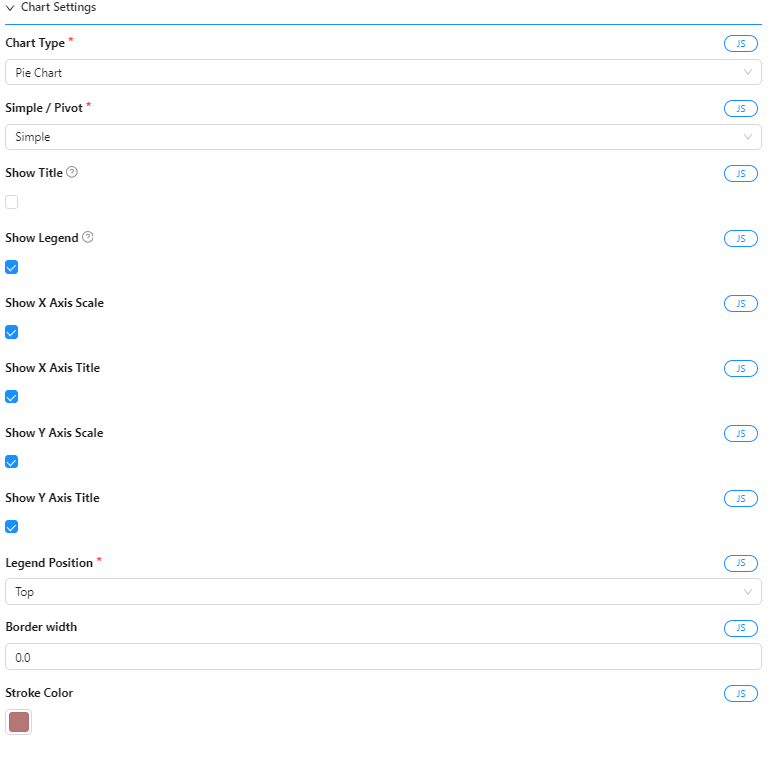 Chart Settings
Chart Type * JS
Pie Chart
Simple / Pivot * JS
Simple
Show Title ? JS
Show Legend ? JS
Show X Axis Scale JS
Show X Axis Title JS
Show Y Axis Scale JS
Show Y Axis Title JS
Legend Position * JS
Top
Border width JS
0.0
Stroke Color JS